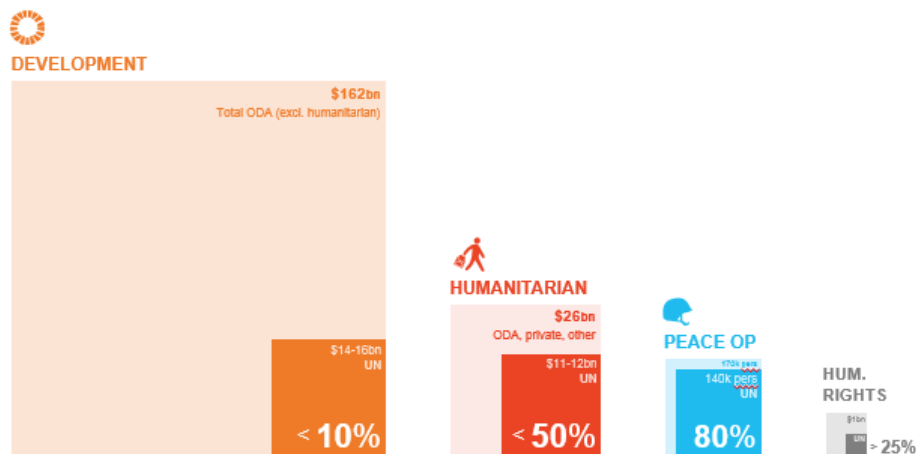 DEVELOPMENT
$162bn
Total ODA (excl. humanitarian)
$14-16bn
UN
< 10%
HUMANITARIAN
$26bn
ODA, private, other
$11-12bn
UN
< 50%
PEACE OP
170k pers
140k pers
UN
80%
HUM.
RIGHTS
$1bn
UN
> 25%